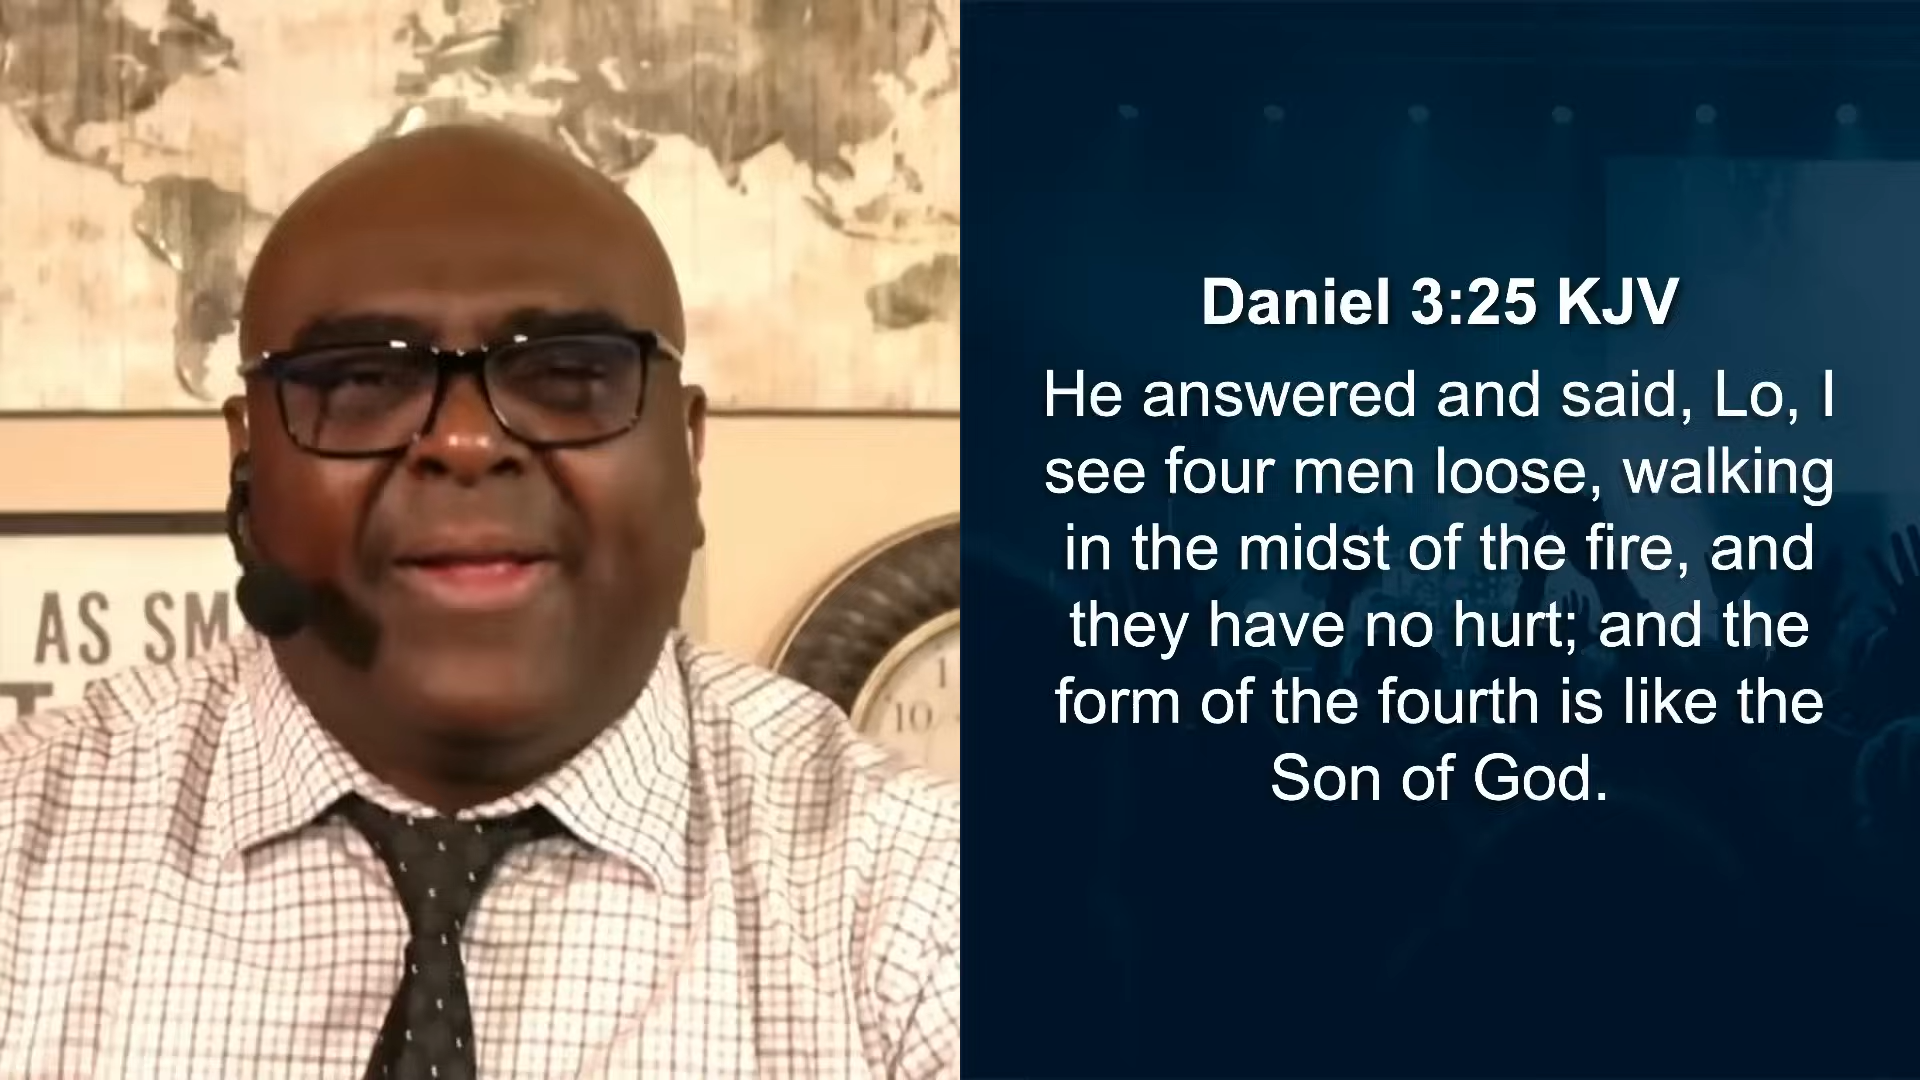 AS SM
1
10
Daniel 3:25 KJV
He answered and said, Lo, I
see four men loose, walking
in the midst of the fire, and
they have no hurt; and the
form of the fourth is like the
Son of God.